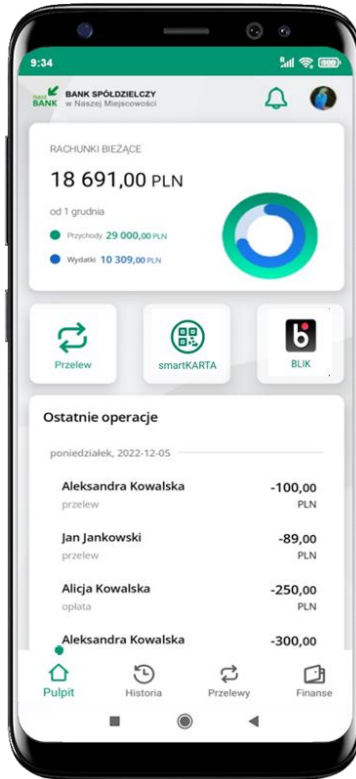 9:34
NASZ BANK
BANK SPÓŁDZIELCZY
w Naszej Miejscowości
RACHUNKI BIEŻĄCE
18 691,00 PLN
od 1 grudnia
Przychody 29 000,00 PLN
Wydatki 10 309,00 PLN
Przelew
smartKARTA
BLIK
Ostatnie operacje
poniedziałek, 2022-12-05
Aleksandra Kowalska -100,00
przelew PLN
Jan Jankowski -89,00
przelew PLN
Alicja Kowalska -250,00
opłata PLN
Aleksandra Kowalska -300,00
Pulpit Historia Przelewy Finanse